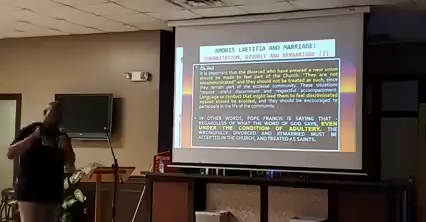 AMORIS LAETITIA AND MARRIAGE:
COHABITATION, DIVORCE AND REMARRIAGE (3)
It is important that the divorced who have entered a new union
should be made to feel part of the Church. "They are not
excommunicated" and they should not be treated as such, since
they remain part of the ecclesial community. These situations
"require careful discernment and respectful accompaniment.
Language or conduct that might lead them to feel discriminated
against should be avoided, and they should be encouraged to
participate in the life of the community.
IN OTHER WORDS, POPE FRANCIS IS SAYING THAT
REGARDLESS OF WHAT THE WORD OF GOD SAYS, EVEN
UNDER THE CONDITION OF ADULTERY, THE
WRONGFULLY DIVORCED AND REMARRIED MUST BE
ACCEPTED IN THE CHURCH, AND TREATED AS SAINTS.